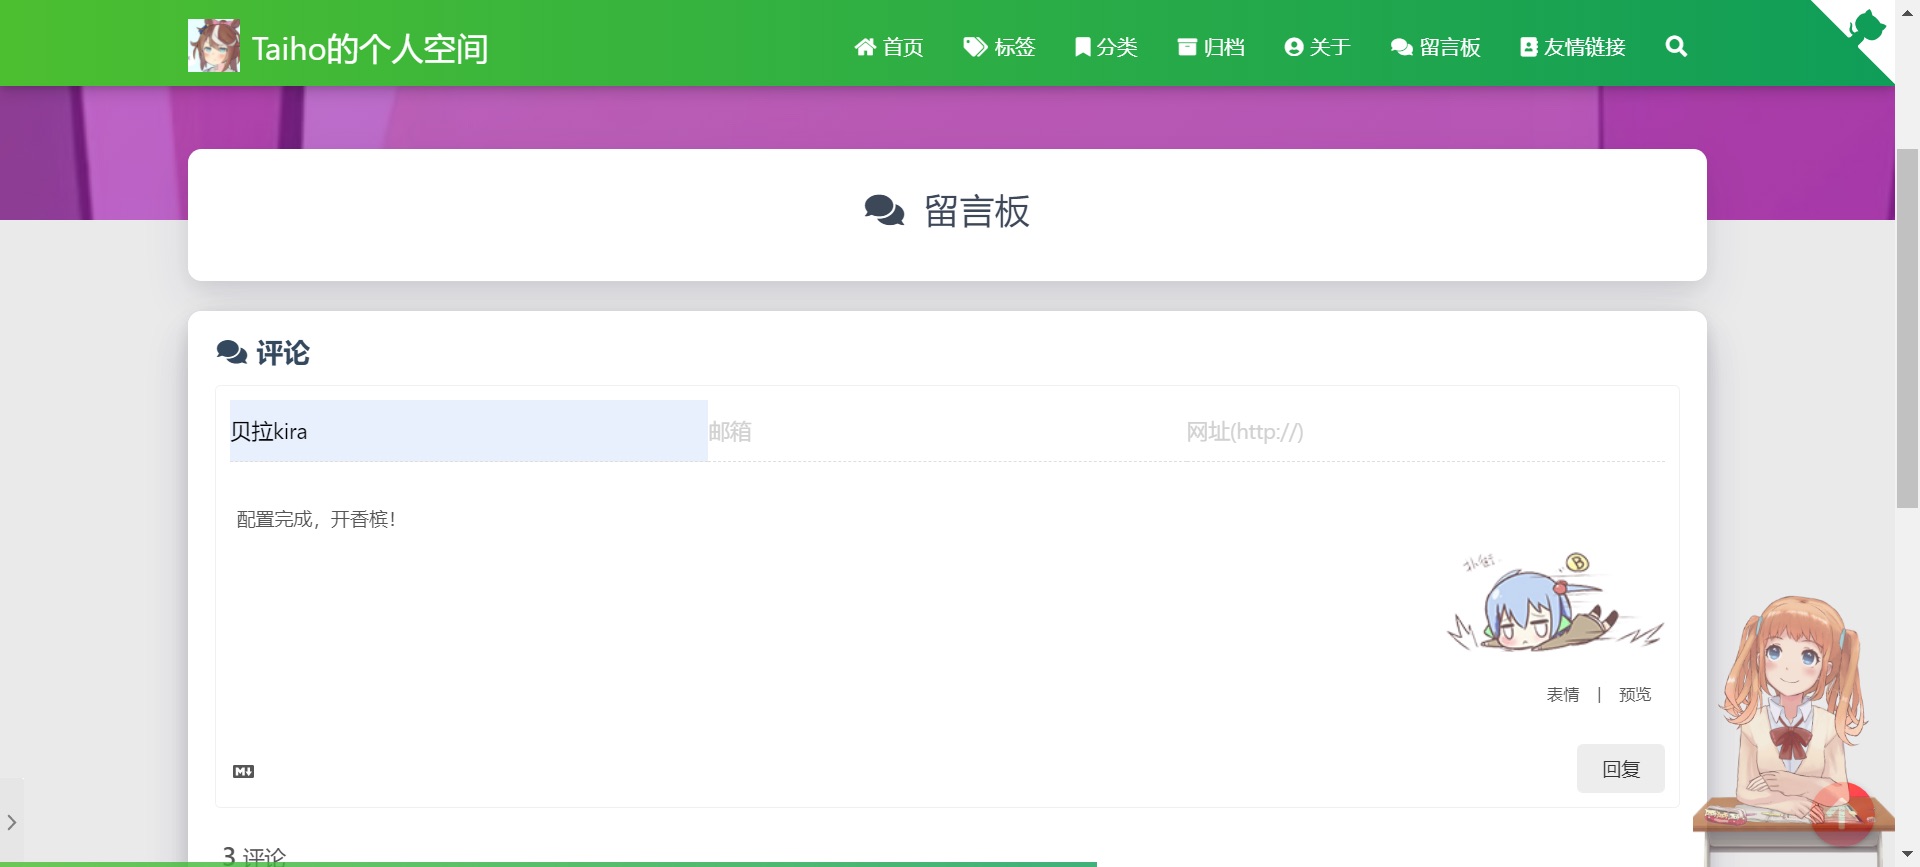 Taiho的个人空间
首页 标签 分类 归档 关于 留言板 友情链接
留言板
评论
贝拉kira 邮箱 网址(http://)
配置完成，开香槟！
扑街
B
表情 | 预览
M
回复
3 评论